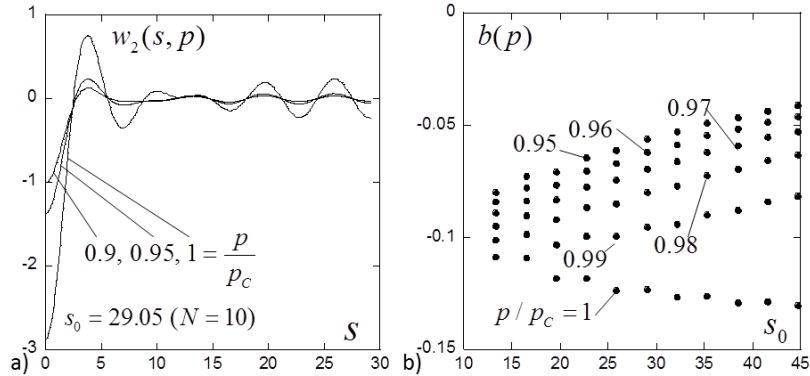 w₂(s, p)
1
0
-1
-2
-3
0.9, 0.95, 1 = p/p_C
s₀ = 29.05 (N = 10)
s
0 5 10 15 20 25 30
a)
b(p)
-0
-0.05
-0.1
-0.15
0.95
0.96
0.97
0.98
0.99
p / p_C = 1
s₀
10 15 20 25 30 35 40 45
b)